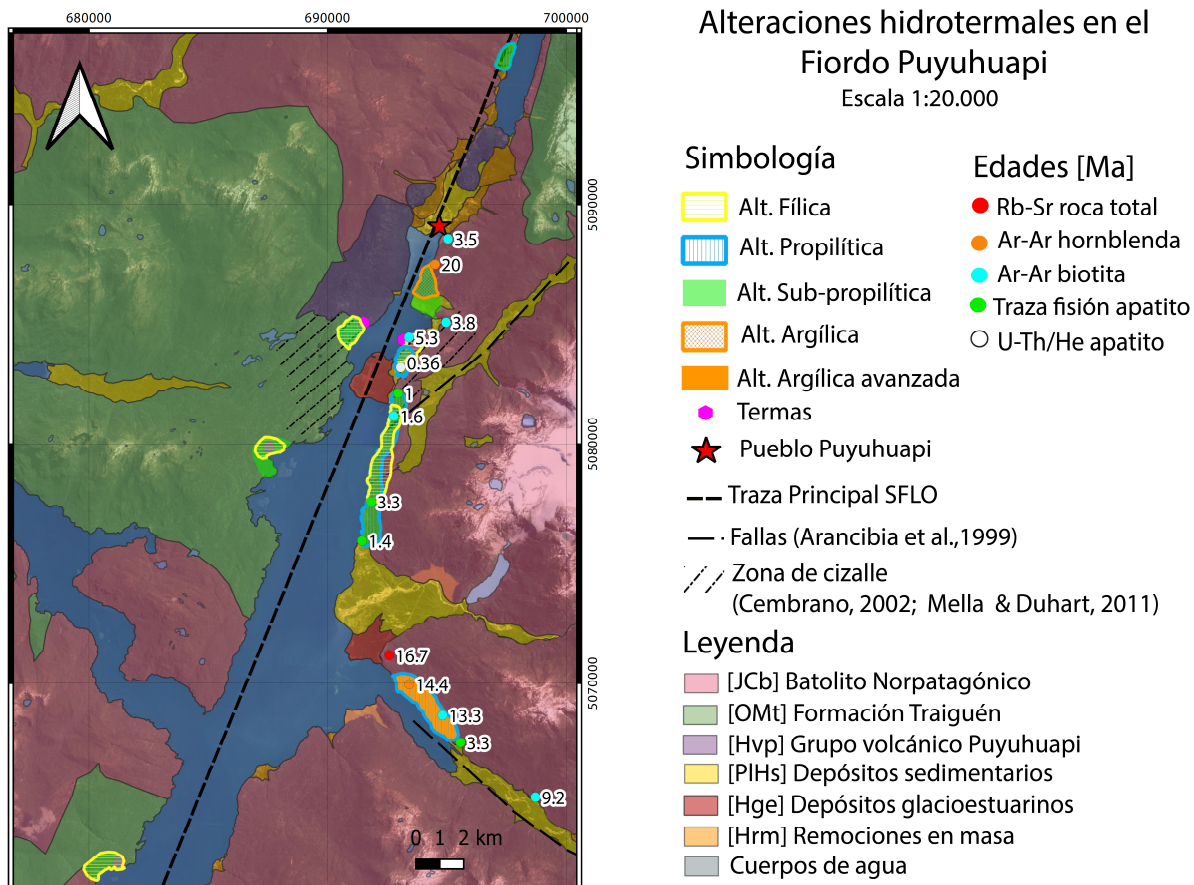 Alteraciones hidrotermales en el
Fiordo Puyuhuapi
Escala 1:20.000
680000
690000
700000
5090000
5080000
5070000
3.5
20
3.8
5.3
0.36
1
1.6
3.3
1.4
16.7
14.4
13.3
3.3
9.2
0 1 2 km
Simbología
Alt. Fílica
Alt. Propilítica
Alt. Sub-propilítica
Alt. Argílica
Alt. Argílica avanzada
Termas
Pueblo Puyuhuapi
Traza Principal SFLO
Fallas (Arancibia et al.,1999)
Zona de cizalle
(Cembrano, 2002; Mella & Duhart, 2011)
Edades [Ma]
Rb-Sr roca total
Ar-Ar hornblenda
Ar-Ar biotita
Traza fisión apatito
U-Th/He apatito
Leyenda
[JCb] Batolito Norpatagónico
[OMt] Formación Traiguén
[Hvp] Grupo volcánico Puyuhuapi
[PlHs] Depósitos sedimentarios
[Hge] Depósitos glacioestuarinos
[Hrm] Remociones en masa
Cuerpos de agua